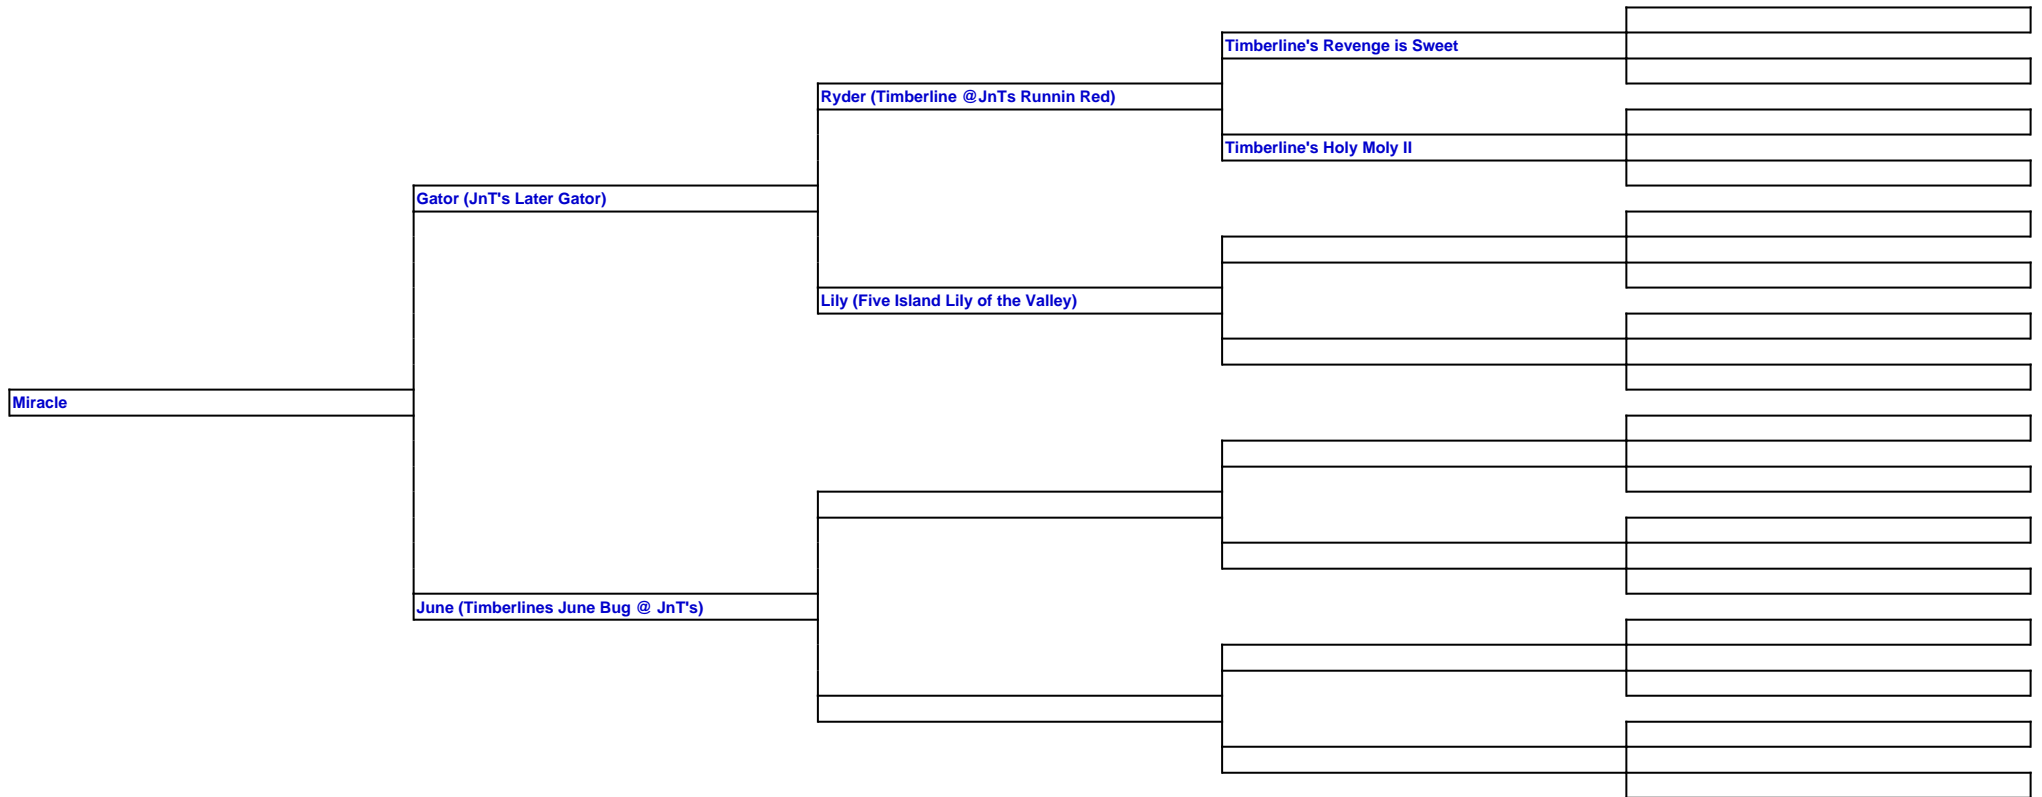 Timberline's Revenge is Sweet
Ryder (Timberline @JnTs Runnin Red)
Timberline's Holy Moly II
Gator (JnT's Later Gator)
Lily (Five Island Lily of the Valley)
Miracle
June (Timberlines June Bug @ JnT's)